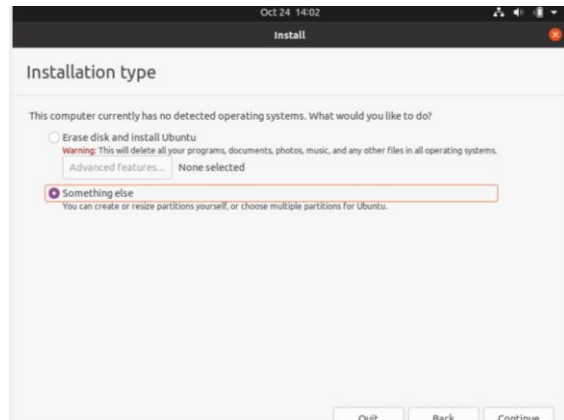 Oct 24 14:02
Install
Installation type
This computer currently has no detected operating systems. What would you like to do?
Erase disk and install Ubuntu
Warning: This will delete all your programs, documents, photos, music, and any other files in all operating systems.
Advanced features... None selected
Something else
You can create or resize partitions yourself, or choose multiple partitions for Ubuntu.
Quit Back Continue